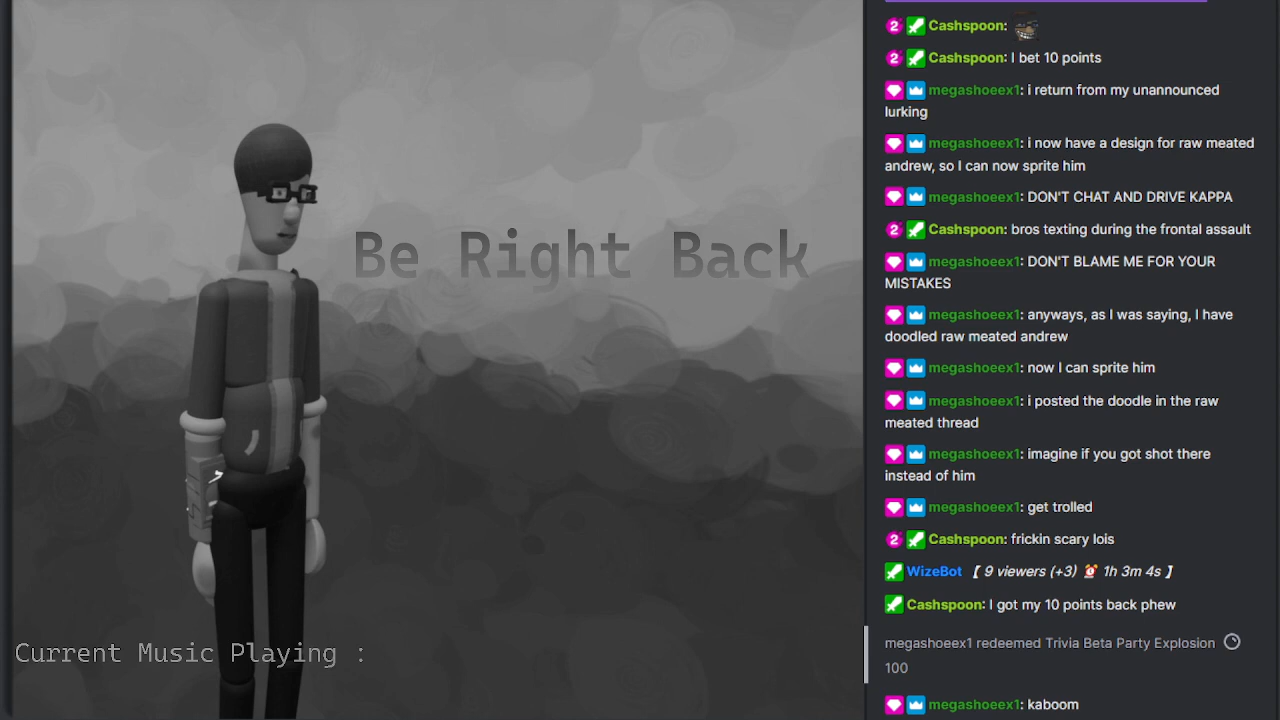 Be Right Back
Current Music Playing :
2 Cashspoon:
2 Cashspoon: I bet 10 points
megashoeex1: i return from my unannounced
lurking
megashoeex1: i now have a design for raw meated
andrew, so I can now sprite him
megashoeex1: DON'T CHAT AND DRIVE KAPPA
2 Cashspoon: bros texting during the frontal assault
megashoeex1: DON'T BLAME ME FOR YOUR
MISTAKES
megashoeex1: anyways, as I was saying, I have
doodled raw meated andrew
megashoeex1: now I can sprite him
megashoeex1: i posted the doodle in the raw
meated thread
megashoeex1: imagine if you got shot there
instead of him
megashoeex1: get trolled
2 Cashspoon: frickin scary lois
WizeBot 【 9 viewers (+3) ⏰ 1h 3m 4s 】
Cashspoon: I got my 10 points back phew
megashoeex1 redeemed Trivia Beta Party Explosion
100
megashoeex1: kaboom